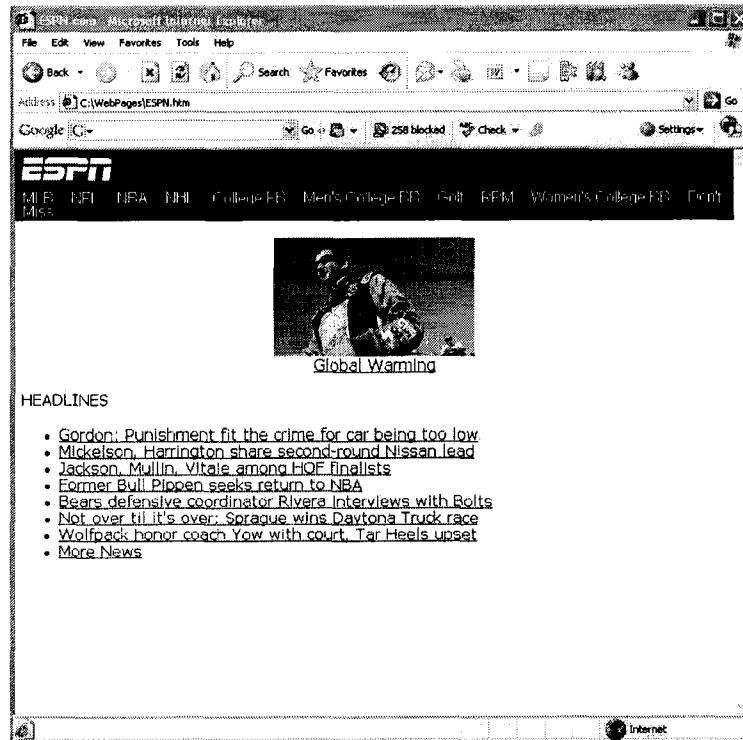 ESPN - Microsoft Internet Explorer
File Edit View Favorites Tools Help
Back Search Favorites
Address C:\WebPages\ESPN.htm Go
Google G Go 258 blocked Check Settings
ESPN
MLB NFL NBA NHL College FB Men's College BB Golf RPM Women's College BB Don't
Miss
Global Warming
HEADLINES
• Gordon: Punishment fit the crime for car being too low
• Mickelson, Harrington share second-round Nissan lead
• Jackson, Mullin, Vitale among HOF finalists
• Former Bull Pippen seeks return to NBA
• Bears defensive coordinator Rivera Interviews with Bolts
• Not over til it's over: Sprague wins Daytona Truck race
• Wolfpack honor coach Yow with court, Tar Heels upset
• More News
Internet